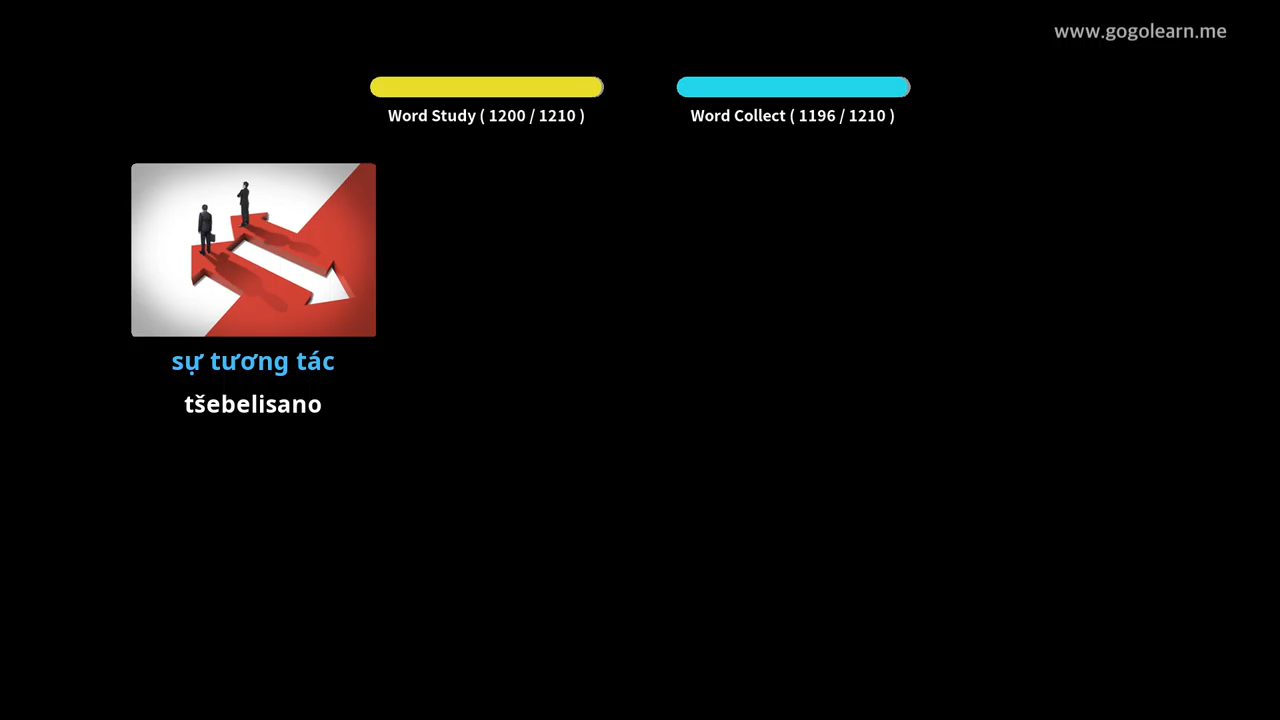 www.gogolearn.me
Word Study ( 1200 / 1210 )
Word Collect ( 1196 / 1210 )
sự tương tác
tšebelisano